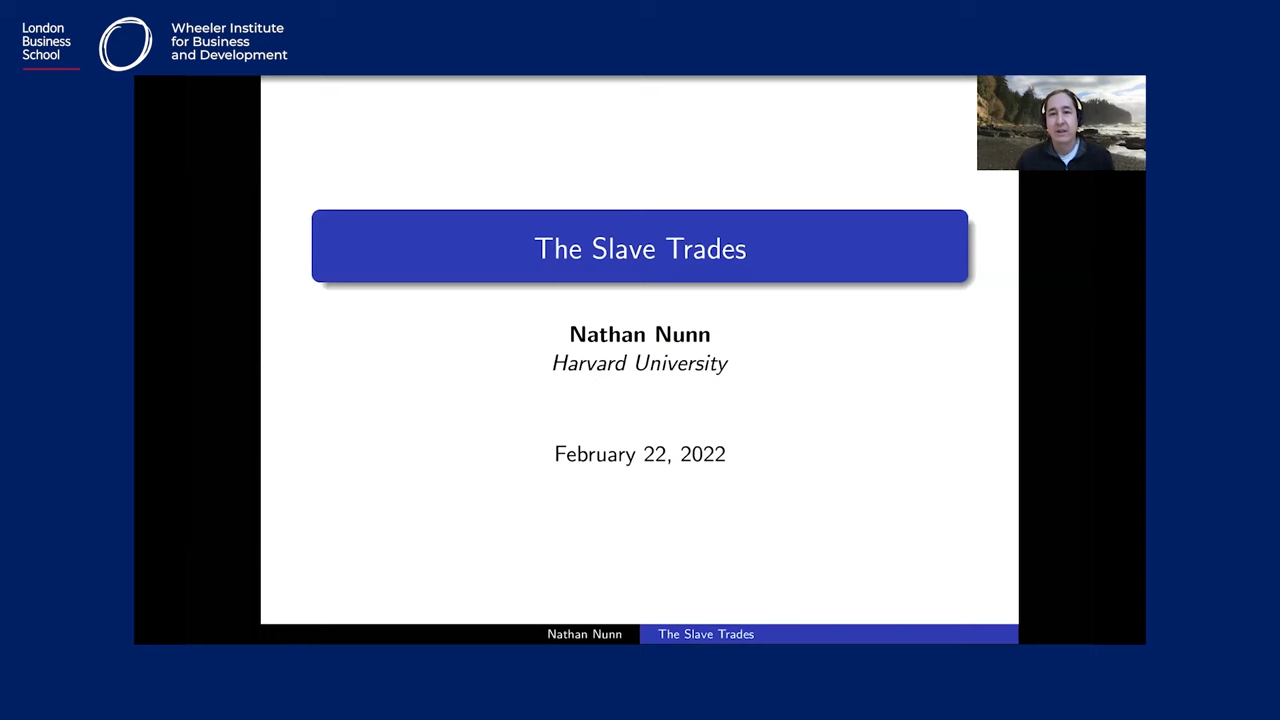 London
Business
School
Wheeler Institute
for Business
and Development
The Slave Trades
Nathan Nunn
Harvard University
February 22, 2022
Nathan Nunn
The Slave Trades